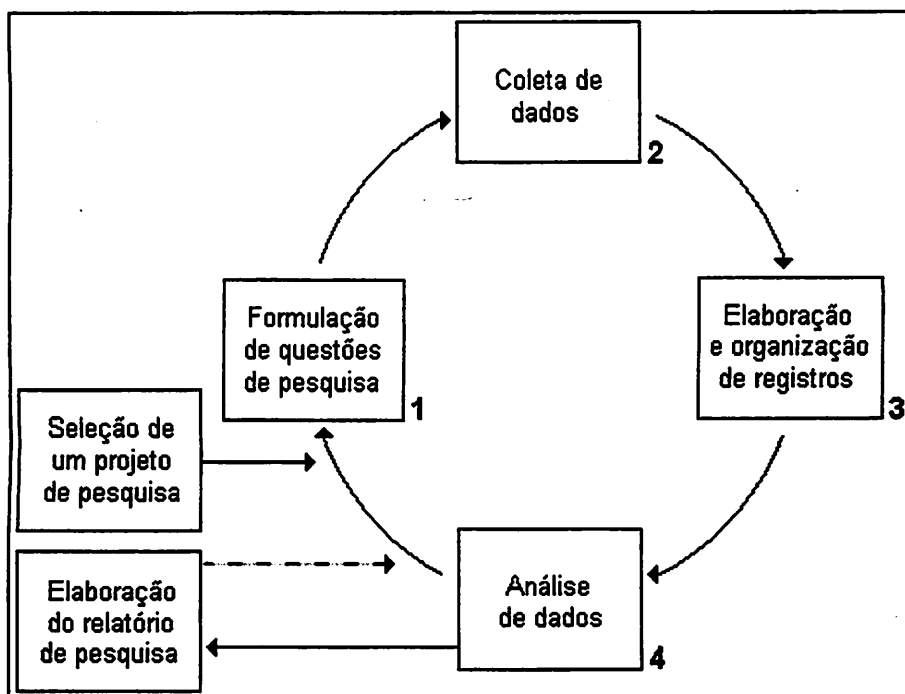 Coleta de
dados
2
Formulação
de questões
de pesquisa
1
Elaboração
e organização
de registros
3
Seleção de
um projeto
de pesquisa
Elaboração
do relatório
de pesquisa
Análise
de dados
4